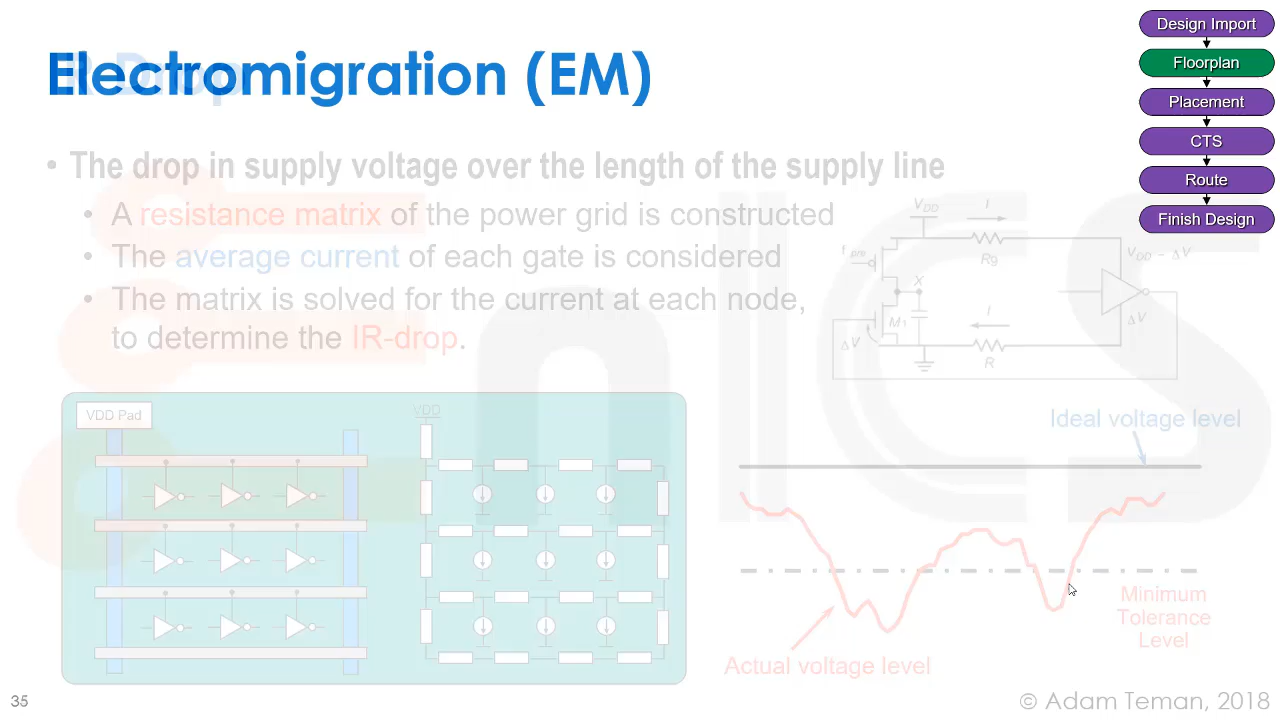 Electromigration (EM)
IR Drop
• The drop in supply voltage over the length of the supply line
• A resistance matrix of the power grid is constructed
• The average current of each gate is considered
• The matrix is solved for the current at each node,
to determine the IR-drop.
Design Import
Floorplan
Placement
CTS
Route
Finish Design
VDD
I
Rg
VDD - ΔV
fpre
X
M1
ΔV
I
R
ΔV
VDD Pad
VDD
Ideal voltage level
Minimum
Tolerance
Level
Actual voltage level
nICS
35
© Adam Teman, 2018